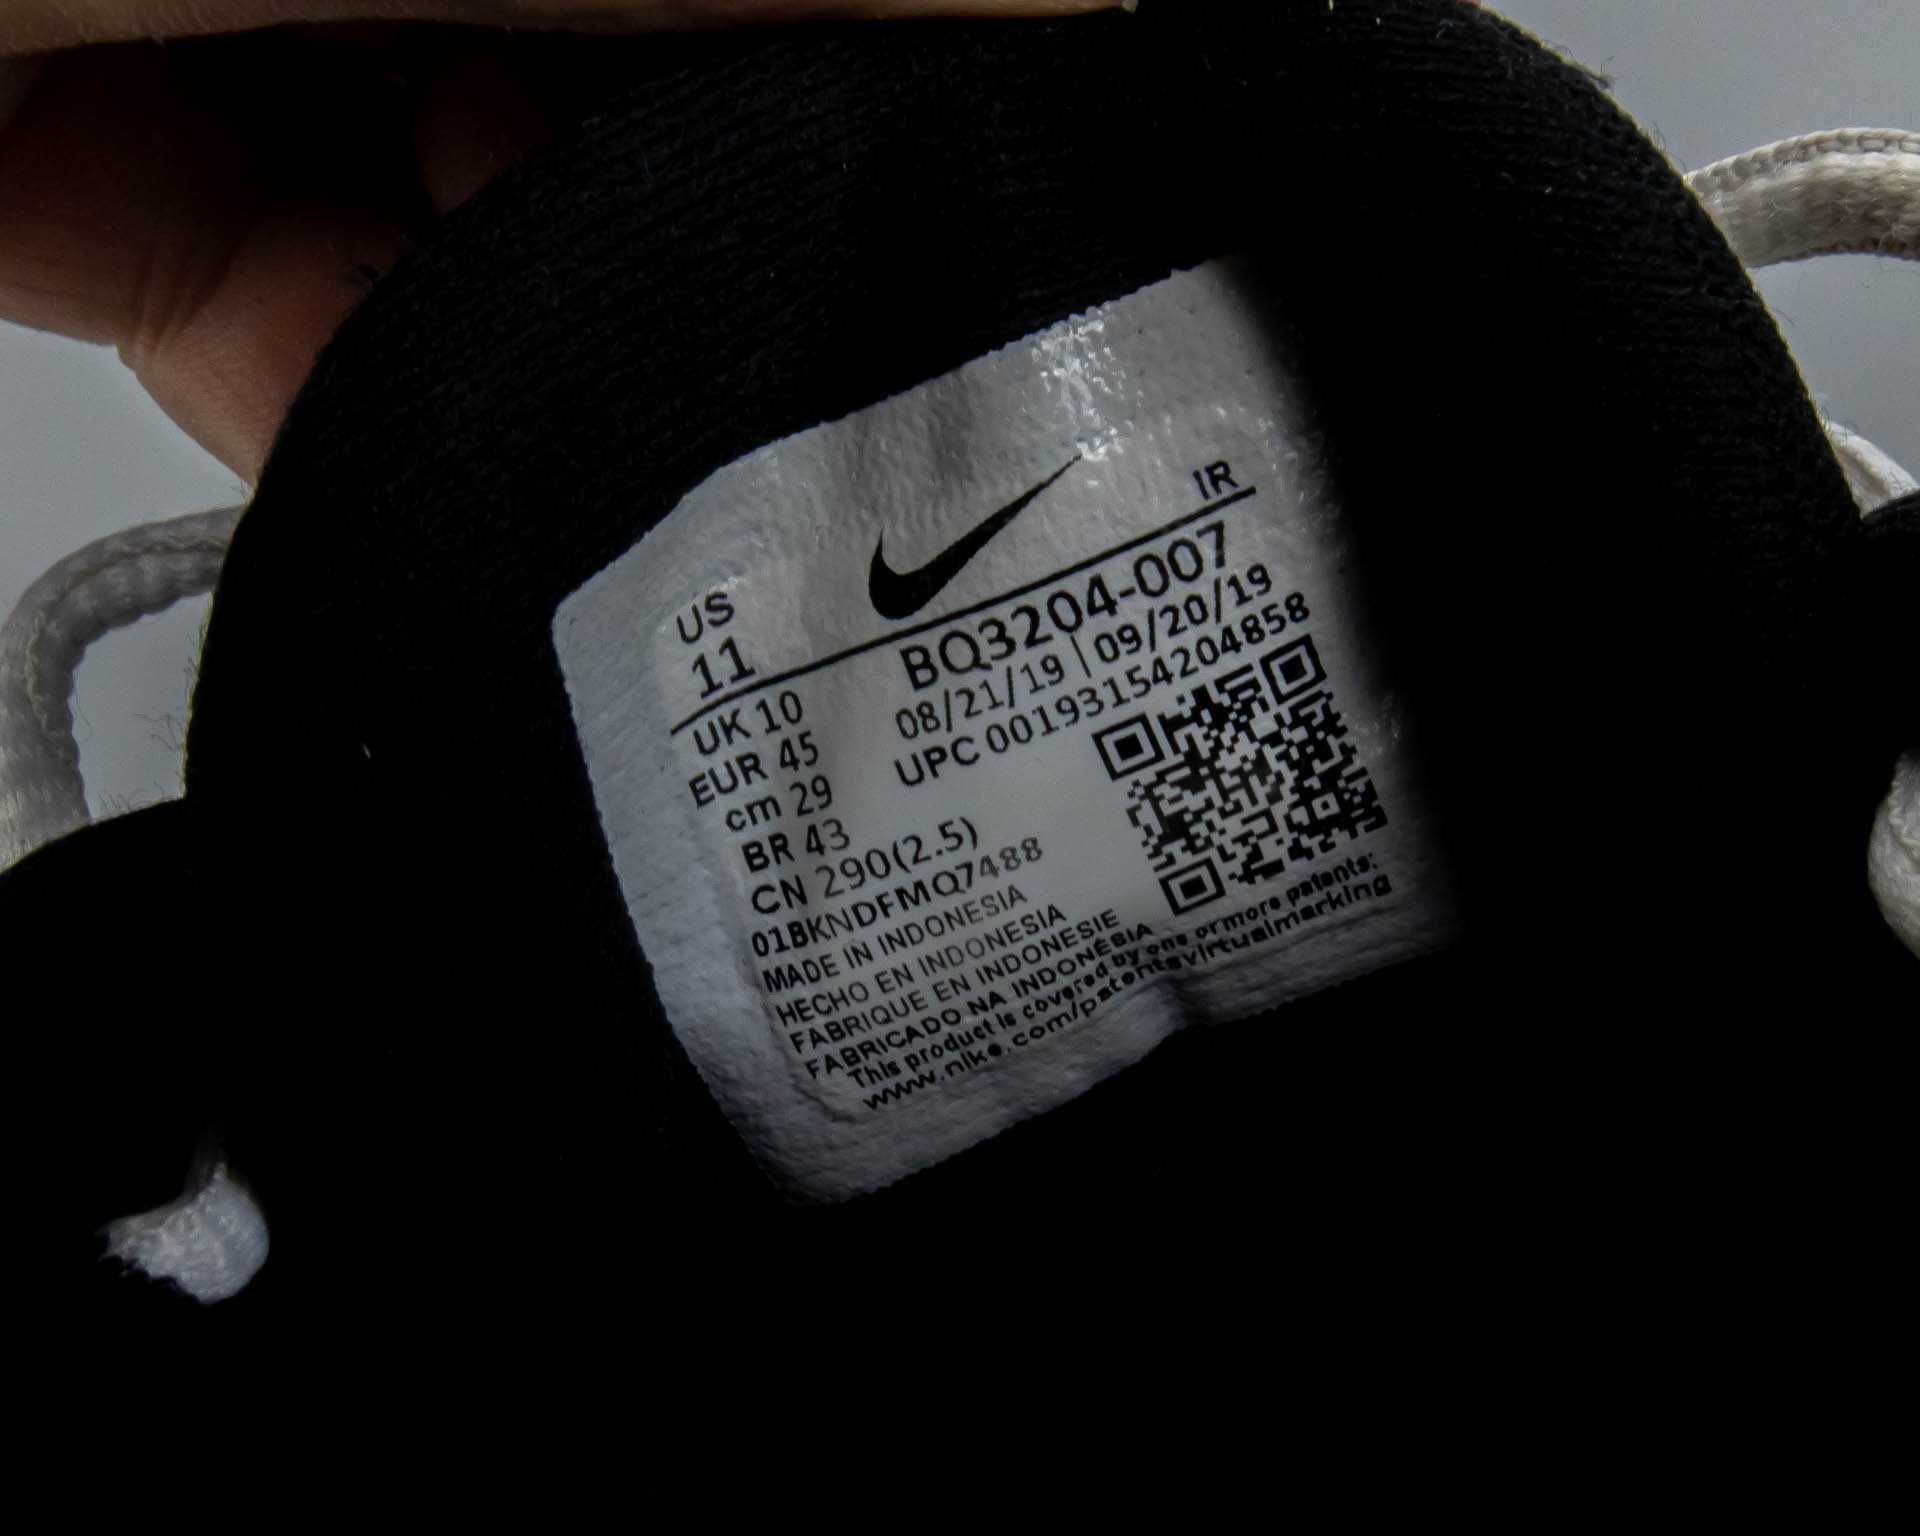 US
11
IR
BQ3204-007
08/21/19 | 09/20/19
UPC 00193154204858
UK 10
EUR 45
cm 29
BR 43
CN 290(2.5)
01BKNDFMQ7488
MADE IN INDONESIA
HECHO EN INDONESIA
FABRIQUE EN INDONESIE
FABRICADO NA INDONÉSIA
This product is covered by one or more patents:
www.nike.com/patentsvirtualmarking